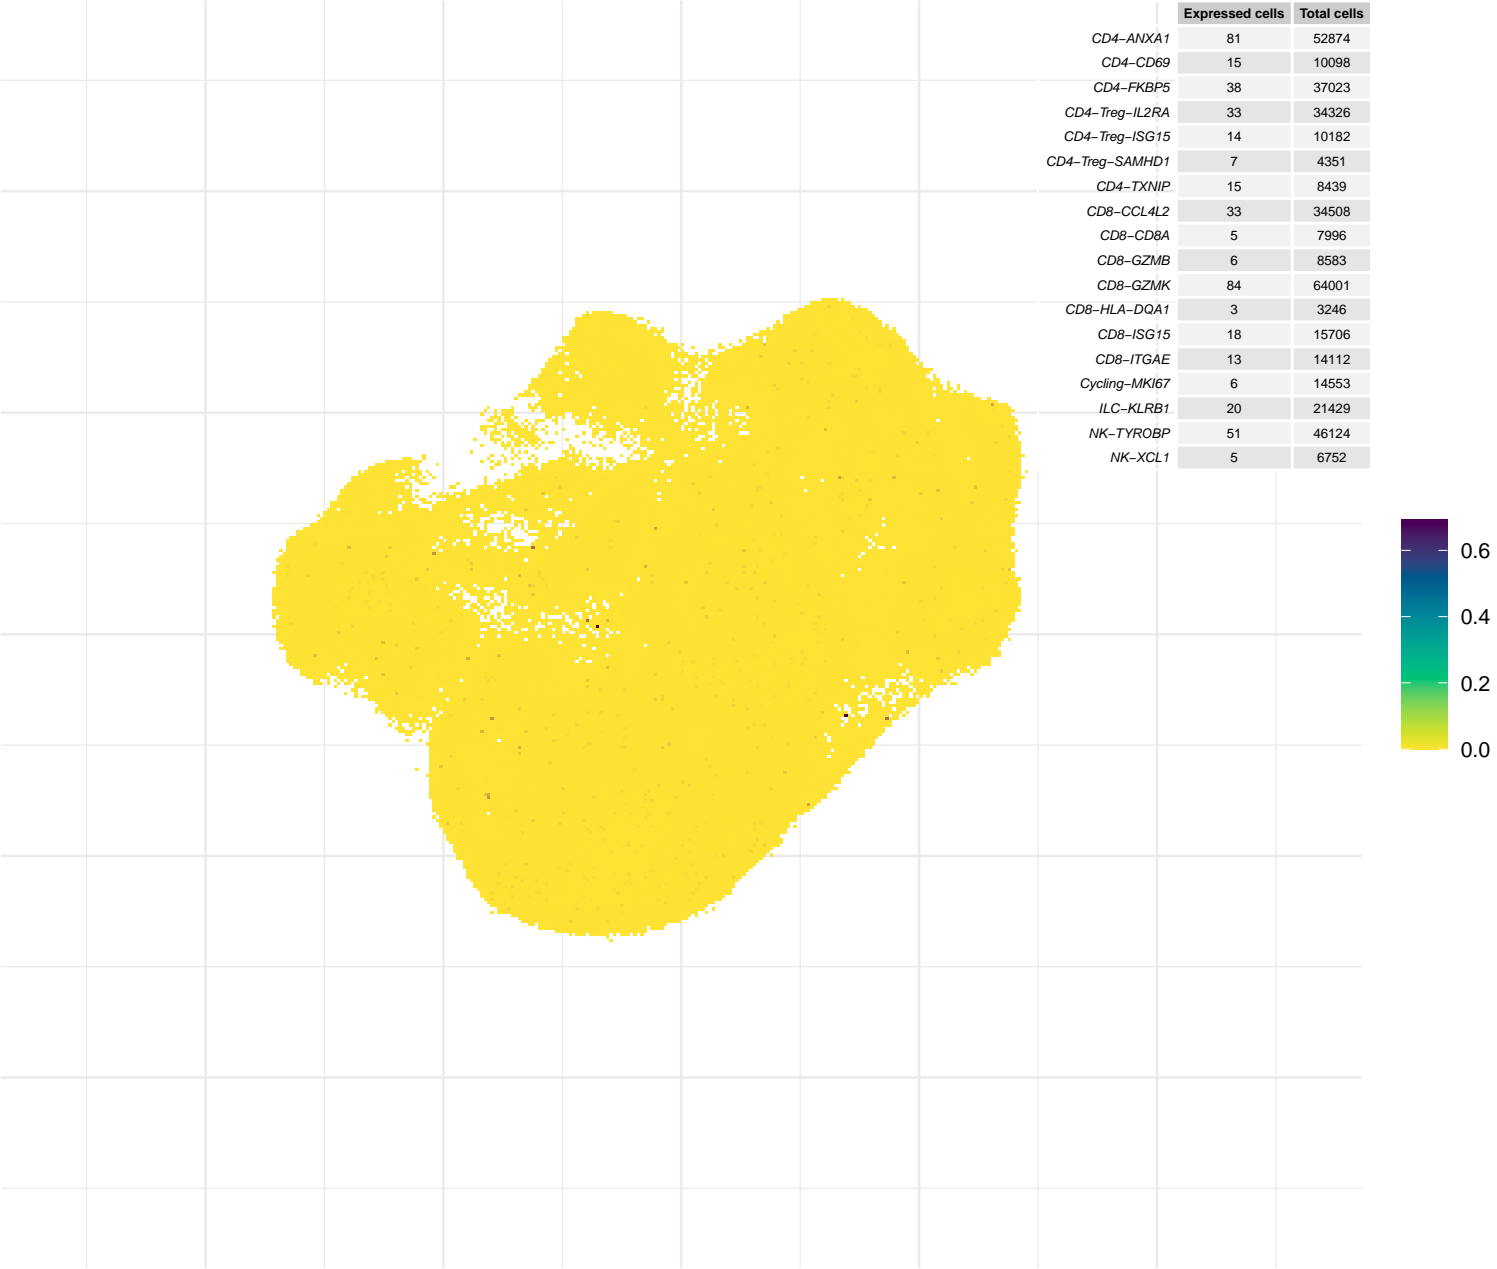 Expressed cells Total cells
CD4−ANXA1 81 52874
CD4−CD69 15 10098
CD4−FKBP5 38 37023
CD4−Treg−IL2RA 33 34326
CD4−Treg−ISG15 14 10182
CD4−Treg−SAMHD1 7 4351
CD4−TXNIP 15 8439
CD8−CCL4L2 33 34508
CD8−CD8A 5 7996
CD8−GZMB 6 8583
CD8−GZMK 84 64001
CD8−HLA−DQA1 3 3246
CD8−ISG15 18 15706
CD8−ITGAE 13 14112
Cycling−MKI67 6 14553
ILC−KLRB1 20 21429
NK−TYROBP 51 46124
NK−XCL1 5 6752
0.6
0.4
0.2
0.0